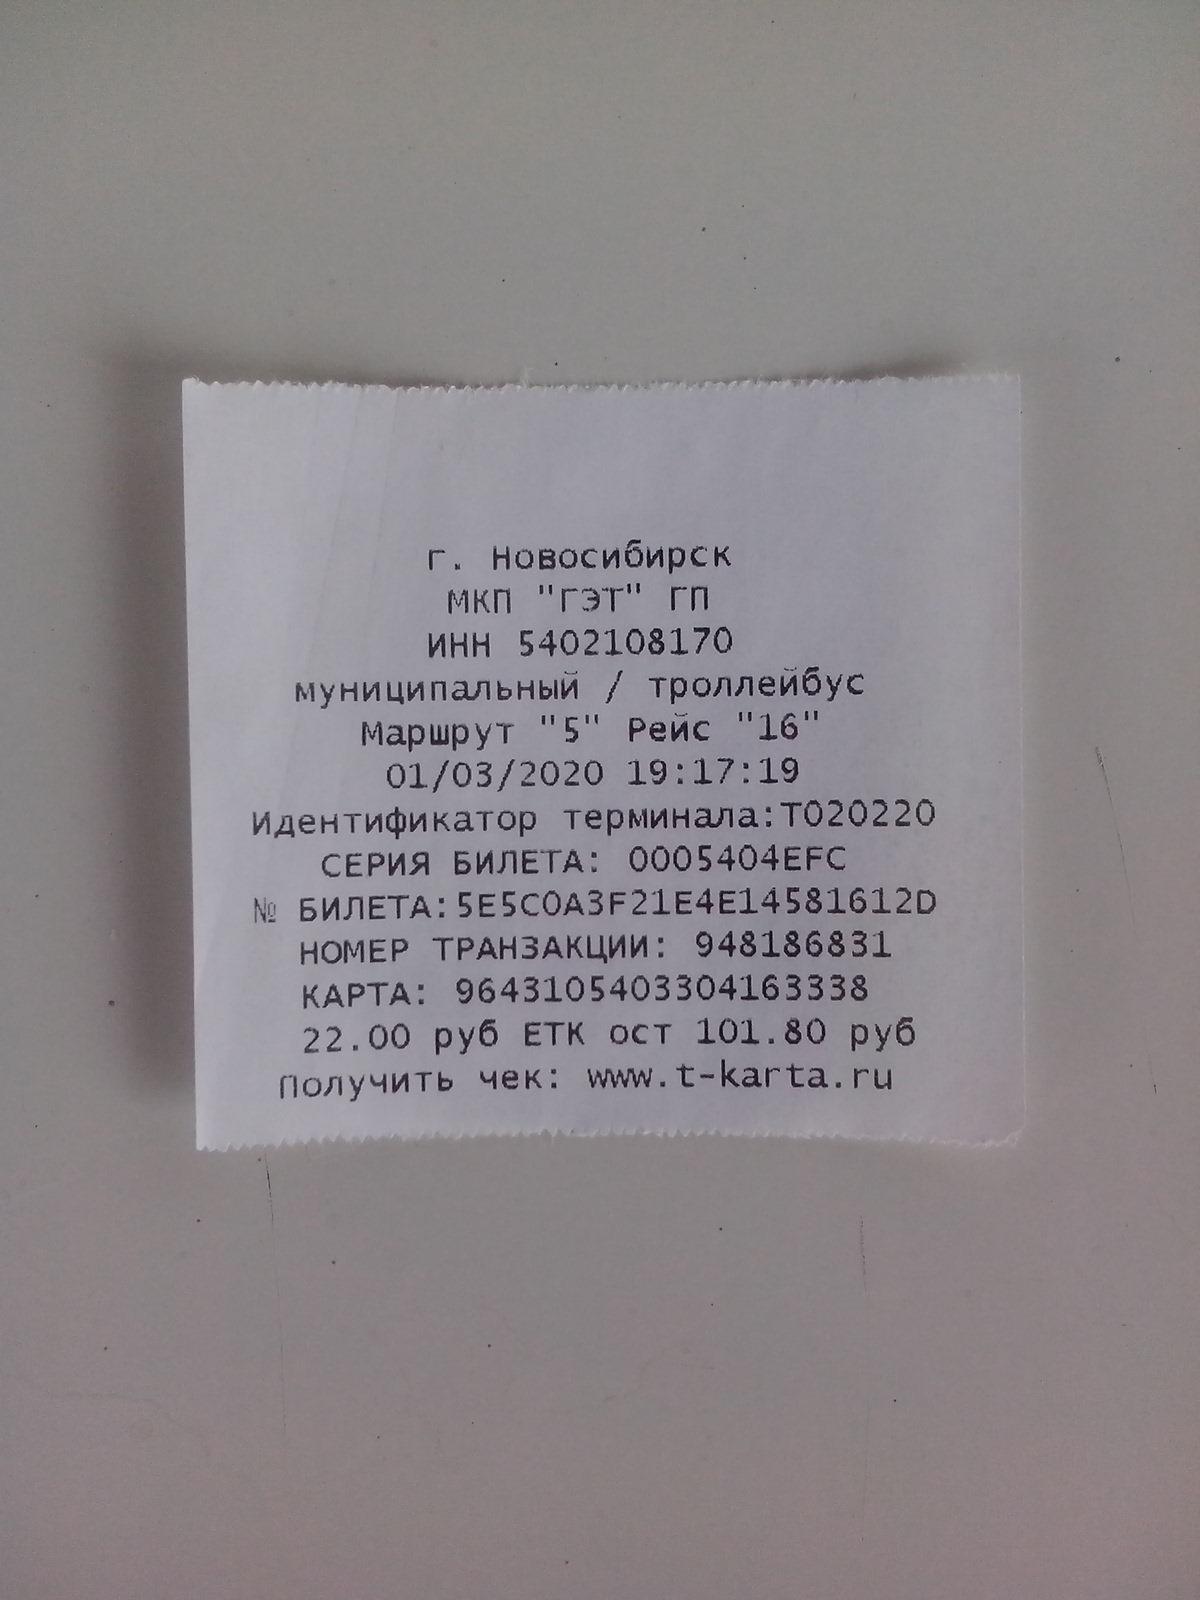 г. Новосибирск
МКП "ГЭТ" ГП
ИНН 5402108170
муниципальный / троллейбус
Маршрут "5" Рейс "16"
01/03/2020 19:17:19
Идентификатор терминала:T020220
СЕРИЯ БИЛЕТА: 0005404EFC
№ БИЛЕТА:5E5C0A3F21E4E14581612D
НОМЕР ТРАНЗАКЦИИ: 948186831
КАРТА: 9643105403304163338
22.00 руб ЕТК ост 101.80 руб
Получить чек: www.t-karta.ru